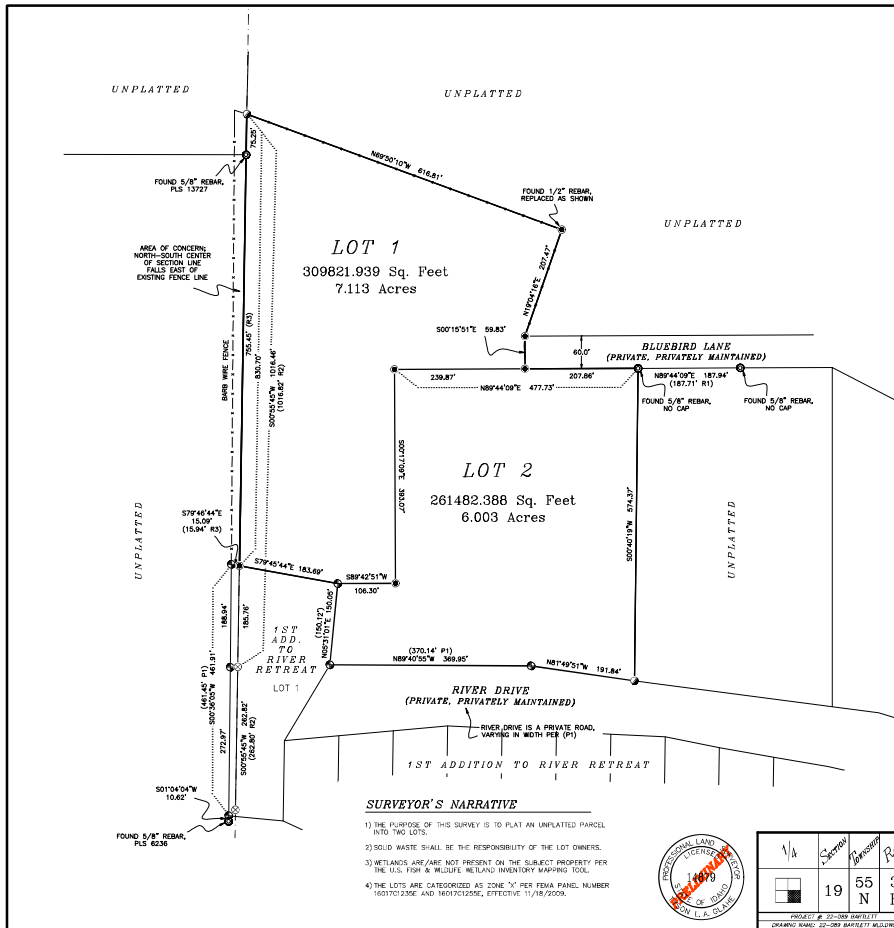 UNPLATTED
UNPLATTED
75.25'
N69°50'10"W 616.81'
FOUND 5/8" REBAR,
PLS 13727
FOUND 1/2" REBAR,
REPLACED AS SHOWN
UNPLATTED
AREA OF CONCERN;
NORTH-SOUTH CENTER
OF SECTION LINE
FALLS EAST OF
EXISTING FENCE LINE
LOT 1
309821.939 Sq. Feet
7.113 Acres
N19°04'16"E 207.47'
S00°15'51"E 59.83'
60.0'
BLUEBIRD LANE
(PRIVATE, PRIVATELY MAINTAINED)
BARB WIRE FENCE
755.45' (R3)
830.70'
S00°55'45"W 1016.46'
(1016.82' R2)
239.87'
207.86'
N89°44'09"E 477.73'
N89°44'09"E 187.94'
(187.71' R1)
FOUND 5/8" REBAR,
NO CAP
FOUND 5/8" REBAR,
NO CAP
S00°17'09"E 393.07'
LOT 2
261482.388 Sq. Feet
6.003 Acres
S00°40'19"W 574.37'
UNPLATTED
UNPLATTED
S79°46'44"E
15.09'
(15.94' R3)
S79°45'44"E 183.69'
S89°42'51"W
106.30'
188.94'
185.76'
(150.12')
N05°31'01"E 150.05'
1ST
ADD.
TO
RIVER
RETREAT
LOT 1
(370.14' P1)
N89°40'55"W 369.95'
N81°49'51"W 191.84'
(461.45' P1)
S00°36'05"W 461.91'
272.97'
S00°55'45"W 262.82'
(262.80' R2)
RIVER DRIVE
(PRIVATE, PRIVATELY MAINTAINED)
RIVER DRIVE IS A PRIVATE ROAD,
VARYING IN WIDTH PER (P1)
1ST ADDITION TO RIVER RETREAT
S01°04'04"W
10.62'
FOUND 5/8" REBAR,
PLS 6236
SURVEYOR'S NARRATIVE
1) THE PURPOSE OF THIS SURVEY IS TO PLAT AN UNPLATTED PARCEL
INTO TWO LOTS.
2) SOLID WASTE SHALL BE THE RESPONSIBILITY OF THE LOT OWNERS.
3) WETLANDS ARE/ARE NOT PRESENT ON THE SUBJECT PROPERTY PER
THE U.S. FISH & WILDLIFE WETLAND INVENTORY MAPPING TOOL.
4) THE LOTS ARE CATEGORIZED AS ZONE "X" PER FEMA PANEL NUMBER
16017C1235E AND 16017C1255E, EFFECTIVE 11/18/2009.
PROFESSIONAL LAND SURVEYOR
LICENSED
14879
PRELIMINARY
STATE OF IDAHO
L. A. GLAHE
1/4
SECTION
TOWNSHIP
19
55
N
PROJECT #: 22-089 BARTLETT
DRAWING NAME: 22-089 BARTLETT MLD.DWG